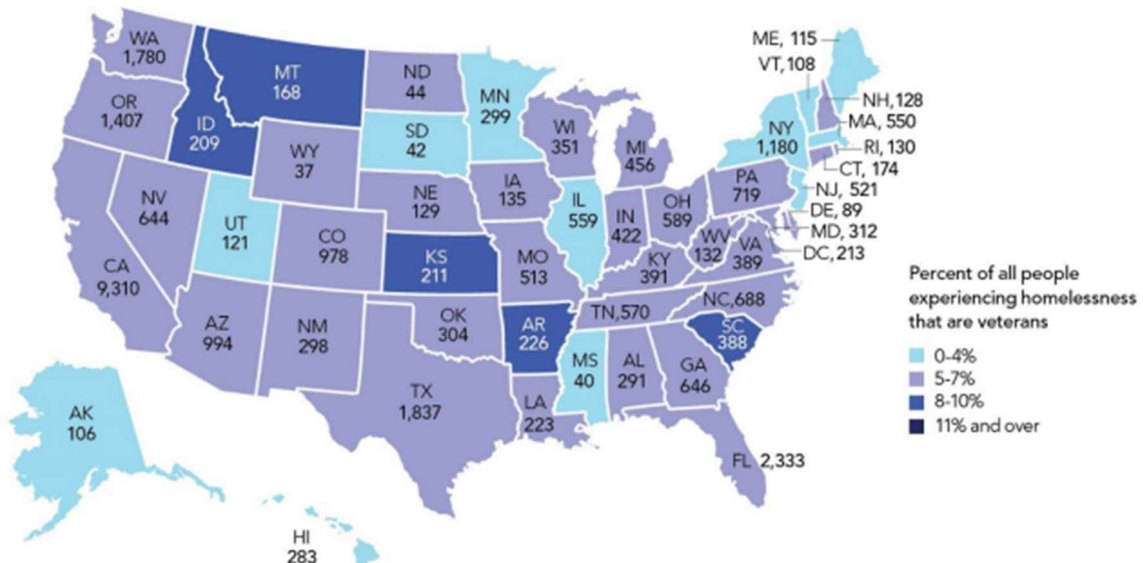 WA
1,780
OR
1,407
ID
209
MT
168
ND
44
SD
42
WY
37
NE
129
NV
644
UT
121
CO
978
KS
211
CA
9,310
AZ
994
NM
298
OK
304
TX
1,837
MN
299
IA
135
MO
513
AR
226
LA
223
WI
351
IL
559
MI
456
IN
422
OH
589
KY
391
TN,570
MS
40
AL
291
GA
646
FL 2,333
SC
388
NC,688
WV
132
VA
389
PA
719
NY
1,180
ME, 115
VT,108
NH,128
MA, 550
RI, 130
CT, 174
NJ, 521
DE, 89
MD, 312
DC,213
AK
106
HI
283
Percent of all people
experiencing homelessness
that are veterans
0-4%
5-7%
8-10%
11% and over